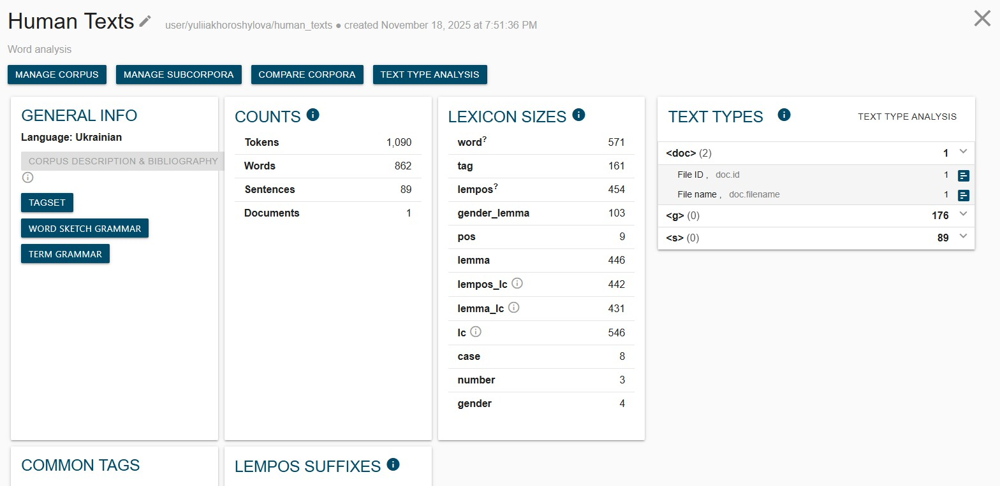 Human Texts user/yuliiakhoroshylova/human_texts ● created November 18, 2025 at 7:51:36 PM
Word analysis
MANAGE CORPUS MANAGE SUBCORPORA COMPARE CORPORA TEXT TYPE ANALYSIS
GENERAL INFO
Language: Ukrainian
CORPUS DESCRIPTION & BIBLIOGRAPHY
TAGSET
WORD SKETCH GRAMMAR
TERM GRAMMAR
COUNTS
Tokens 1,090
Words 862
Sentences 89
Documents 1
LEXICON SIZES
word? 571
tag 161
lempos? 454
gender_lemma 103
pos 9
lemma 446
lempos_lc 442
lemma_lc 431
lc 546
case 8
number 3
gender 4
TEXT TYPES TEXT TYPE ANALYSIS
<doc> (2) 1
File ID , doc.id 1
File name , doc.filename 1
<g> (0) 176
<s> (0) 89
COMMON TAGS
LEMPOS SUFFIXES